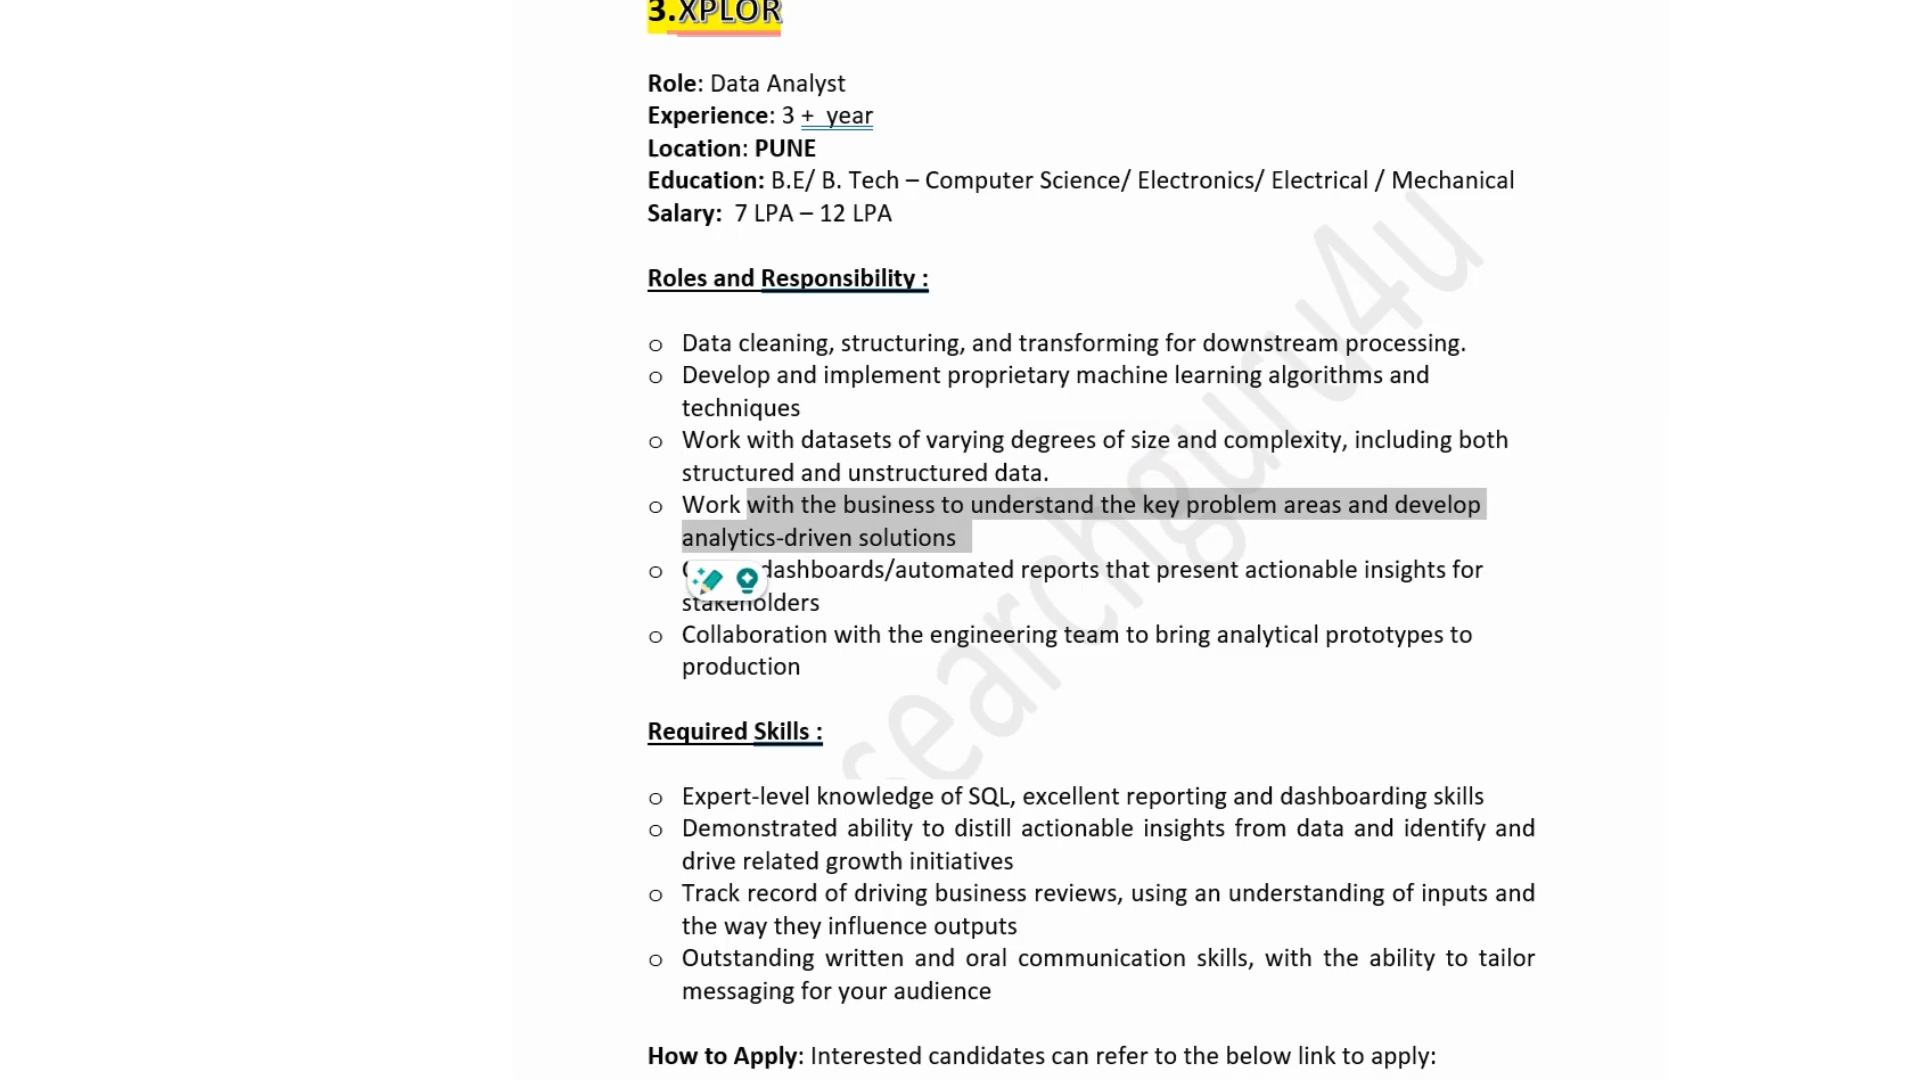 3.XPLOR
Role: Data Analyst
Experience: 3 + year
Location: PUNE
Education: B.E/ B. Tech – Computer Science/ Electronics/ Electrical / Mechanical
Salary: 7 LPA – 12 LPA
Roles and Responsibility :
o Data cleaning, structuring, and transforming for downstream processing.
o Develop and implement proprietary machine learning algorithms and
techniques
o Work with datasets of varying degrees of size and complexity, including both
structured and unstructured data.
o Work with the business to understand the key problem areas and develop
analytics-driven solutions
o dashboards/automated reports that present actionable insights for
stakeholders
o Collaboration with the engineering team to bring analytical prototypes to
production
Required Skills :
o Expert-level knowledge of SQL, excellent reporting and dashboarding skills
o Demonstrated ability to distill actionable insights from data and identify and
drive related growth initiatives
o Track record of driving business reviews, using an understanding of inputs and
the way they influence outputs
o Outstanding written and oral communication skills, with the ability to tailor
messaging for your audience
How to Apply: Interested candidates can refer to the below link to apply:
searchguru4u